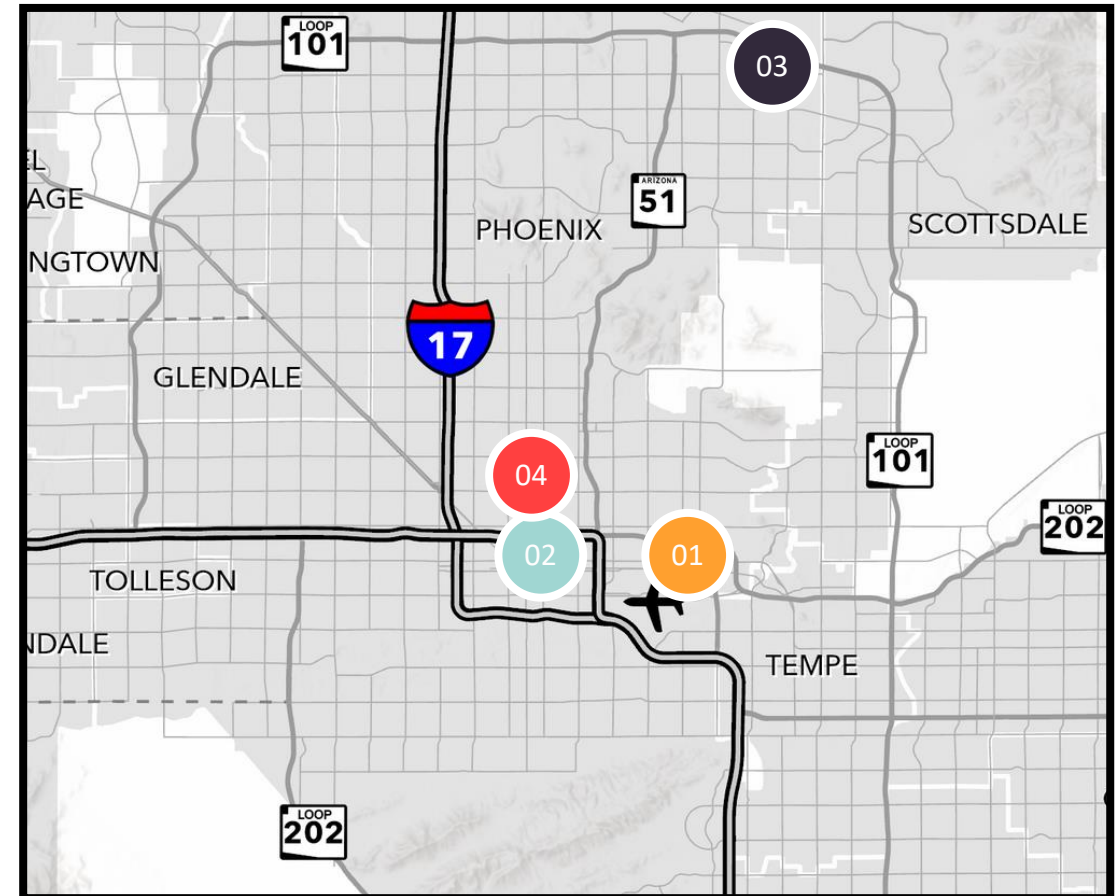 LOOP
101
03
EL
AGE
ARIZONA
51
PHOENIX
SCOTTSDALE
NGTOWN
17
GLENDALE
04
LOOP
101
LOOP
202
02
01
TOLLESON
NDALE
TEMPE
LOOP
202